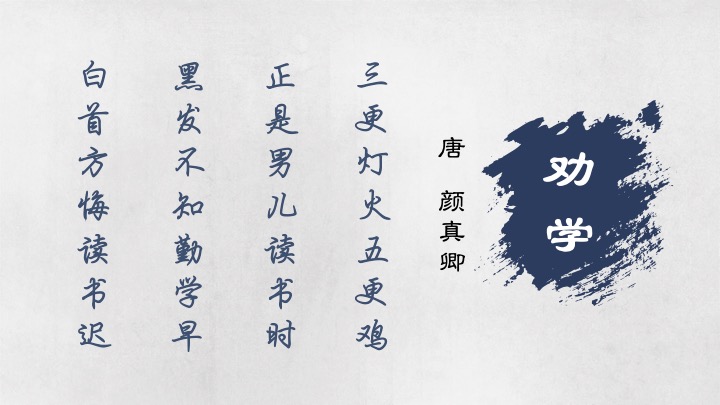 劝学
唐 颜真卿
三更灯火五更鸡
正是男儿读书时
黑发不知勤学早
白首方悔读书迟